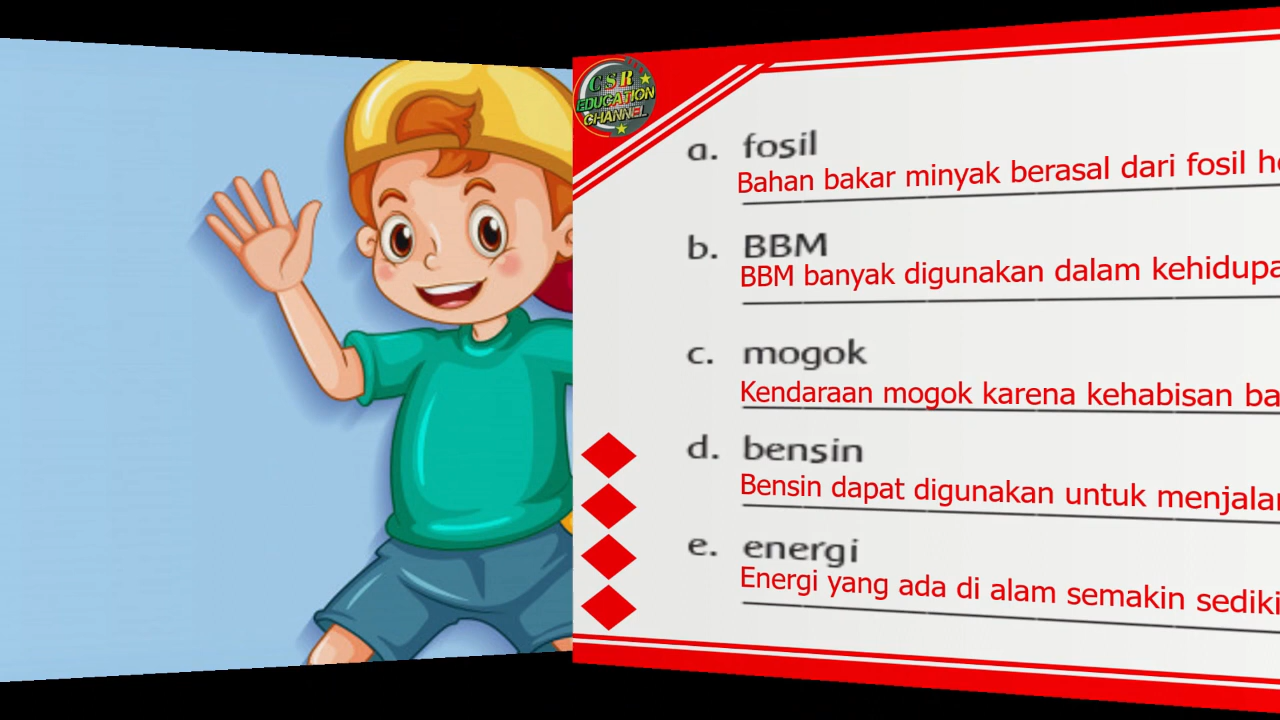 CSR
EDUCATION
CHANNEL
a. fosil
Bahan bakar minyak berasal dari fosil
b. BBM
BBM banyak digunakan dalam
c. mogok
Kendaraan mogok karena kehabisan
d. bensin
Bensin dapat digunakan untuk
e. energi
Energi yang ada di alam semakin